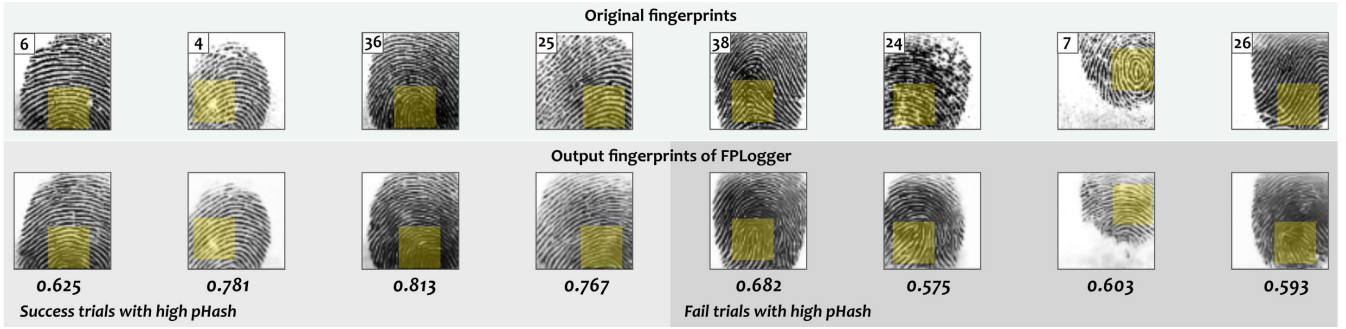 Original fingerprints
6 4 36 25 38 24 7 26
Output fingerprints of FPLogger
0.625 0.781 0.813 0.767 0.682 0.575 0.603 0.593
Success trials with high pHash Fail trials with high pHash